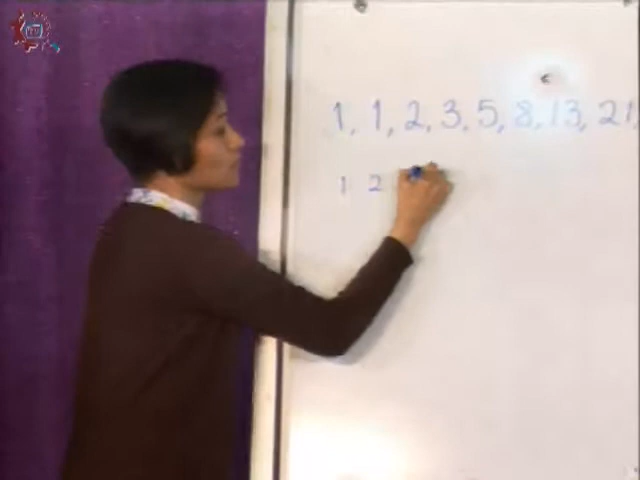 1, 1, 2, 3, 5, 8, 13, 21,
1 2